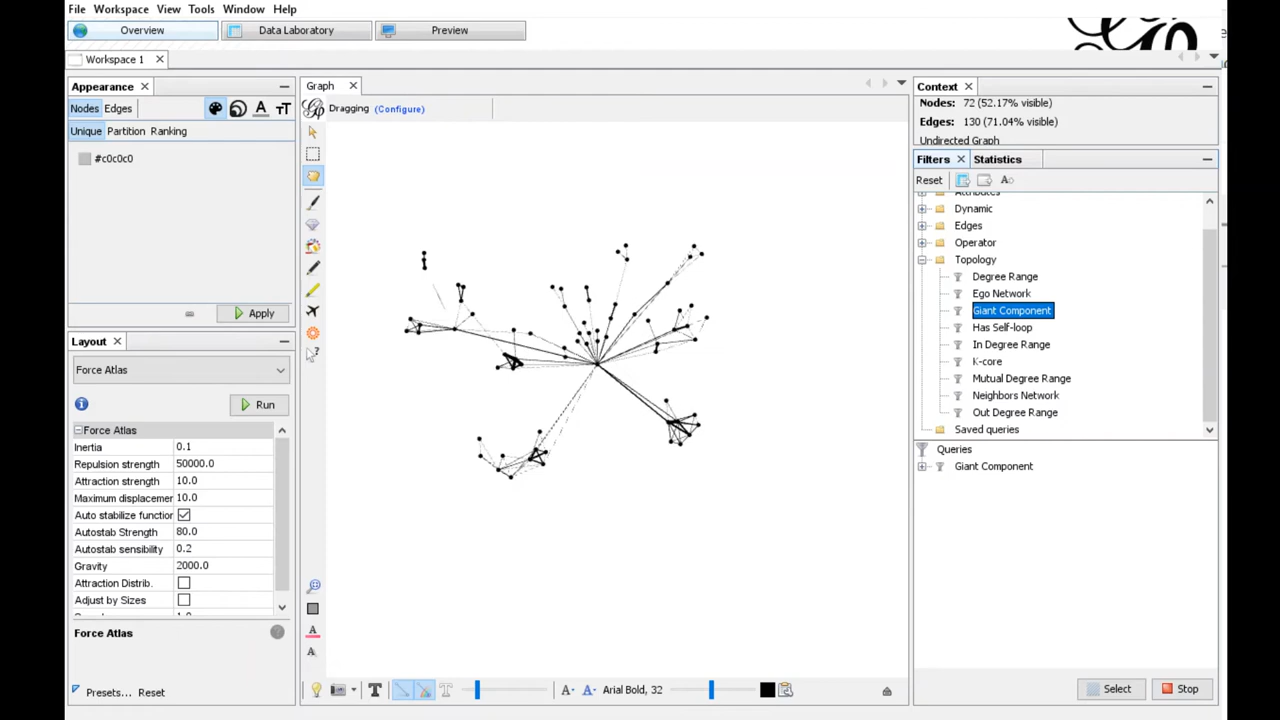 File Workspace View Tools Window Help
Overview Data Laboratory Preview
Workspace 1
Appearance
Nodes Edges
Unique Partition Ranking
#c0c0c0
Apply
Layout
Force Atlas
Run
Force Atlas
Inertia 0.1
Repulsion strength 50000.0
Attraction strength 10.0
Maximum displacemer 10.0
Auto stabilize function
Autostab Strength 80.0
Autostab sensibility 0.2
Gravity 2000.0
Attraction Distrib.
Adjust by Sizes
Force Atlas
Presets... Reset
Graph
Dragging (Configure)
Arial Bold, 32
Context
Nodes: 72 (52.17% visible)
Edges: 130 (71.04% visible)
Undirected Graph
Filters Statistics
Reset
Attributes
Dynamic
Edges
Operator
Topology
Degree Range
Ego Network
Giant Component
Has Self-loop
In Degree Range
K-core
Mutual Degree Range
Neighbors Network
Out Degree Range
Saved queries
Queries
Giant Component
Select Stop